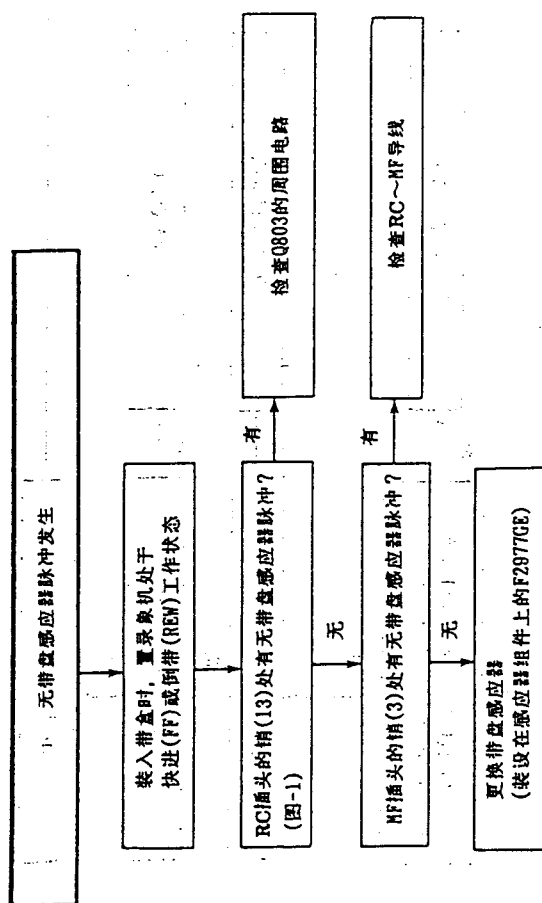 无带盘感应器脉冲发生
装入带盒时，置录象机处于
快进(FF)或倒带(REW)工作状态
RC插头的销(13)处有无带盘感应器脉冲？
(图-1)
有
检查Q803的周围电路
无
MF插头的销(3)处有无带盘感应器脉冲？
有
检查RC～MF导线
无
更换带盘感应器
(装设在感应器组件上的F2977GE)